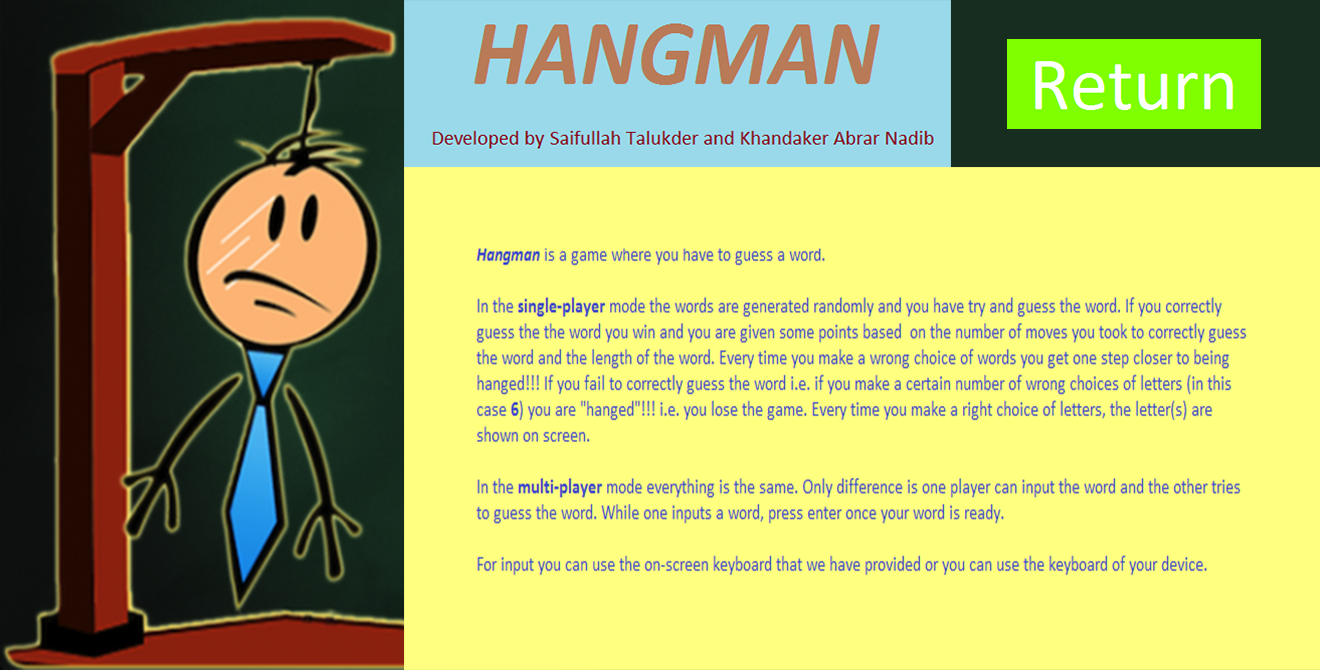 HANGMAN
Developed by Saifullah Talukder and Khandaker Abrar Nadib
Return
Hangman is a game where you have to guess a word.
In the single-player mode the words are generated randomly and you have try and guess the word. If you correctly
guess the the word you win and you are given some points based  on the number of moves you took to correctly guess
the word and the length of the word. Every time you make a wrong choice of words you get one step closer to being
hanged!!! If you fail to correctly guess the word i.e. if you make a certain number of wrong choices of letters (in this
case 6) you are "hanged"!!! i.e. you lose the game. Every time you make a right choice of letters, the letter(s) are
shown on screen.
In the multi-player mode everything is the same. Only difference is one player can input the word and the other tries
to guess the word. While one inputs a word, press enter once your word is ready.
For input you can use the on-screen keyboard that we have provided or you can use the keyboard of your device.